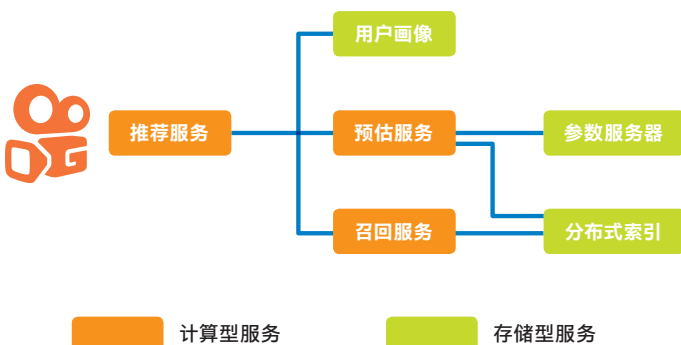 用户画像
推荐服务
预估服务
参数服务器
召回服务
分布式索引
计算型服务
存储型服务